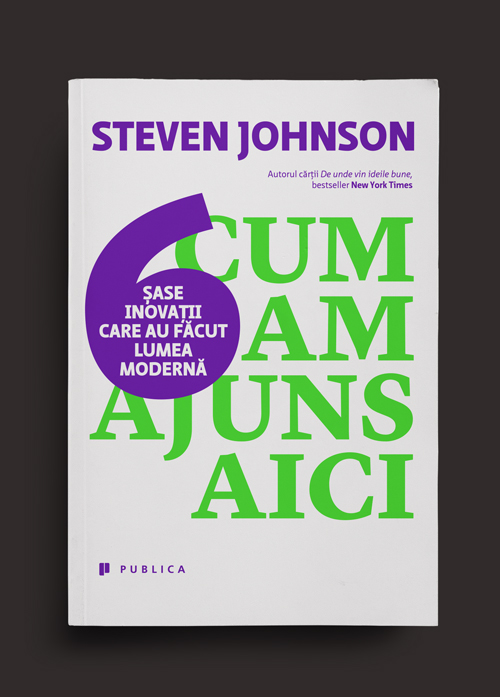 STEVEN JOHNSON
Autorul cărții De unde vin ideile bune,
bestseller New York Times
CUM
AM
AJUNS
AICI
6
ȘASE
INOVAȚII
CARE AU FĂCUT
LUMEA
MODERNĂ
PUBLICA